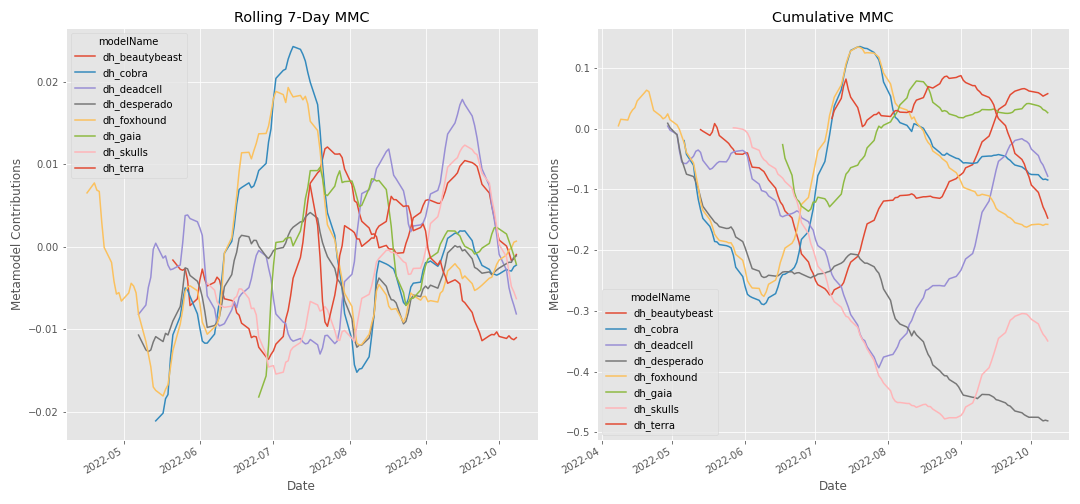 Rolling 7-Day MMC
Metamodel Contributions
0.02
0.01
0.00
−0.01
−0.02
modelName
dh_beautybeast
dh_cobra
dh_deadcell
dh_desperado
dh_foxhound
dh_gaia
dh_skulls
dh_terra
2022-05
2022-06
2022-07
2022-08
2022-09
2022-10
Date
Cumulative MMC
Metamodel Contributions
0.1
0.0
−0.1
−0.2
−0.3
−0.4
−0.5
modelName
dh_beautybeast
dh_cobra
dh_deadcell
dh_desperado
dh_foxhound
dh_gaia
dh_skulls
dh_terra
2022-04
2022-05
2022-06
2022-07
2022-08
2022-09
2022-10
Date